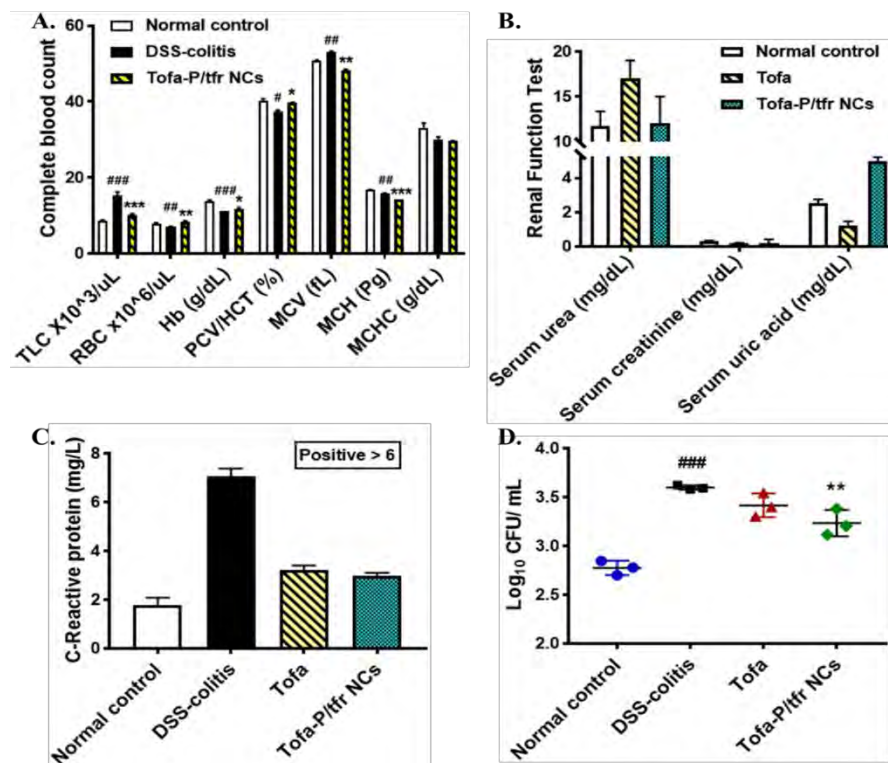 A.
Complete blood count
60
40
20
0
Normal control
DSS-colitis
Tofa-P/tfr NCs
###
***
##
**
###
*
#
*
##
**
##
***
TLC X10^3/uL
RBC x10^6/uL
Hb (g/dL)
PCV/HCT (%)
MCV (fL)
MCH (Pg)
MCHC (g/dL)
B.
Renal Function Test
20
15
10
4
2
0
Normal control
Tofa
Tofa-P/tfr NCs
Serum urea (mg/dL)
Serum creatinine (mg/dL)
Serum uric acid (mg/dL)
C.
C-Reactive protein (mg/L)
8
6
4
2
0
Positive > 6
Normal control
DSS-colitis
Tofa
Tofa-P/tfr NCs
D.
Log₁₀ CFU/ mL
4.0
3.5
3.0
2.5
2.0
###
**
Normal control
DSS-colitis
Tofa
Tofa-P/tfr NCs